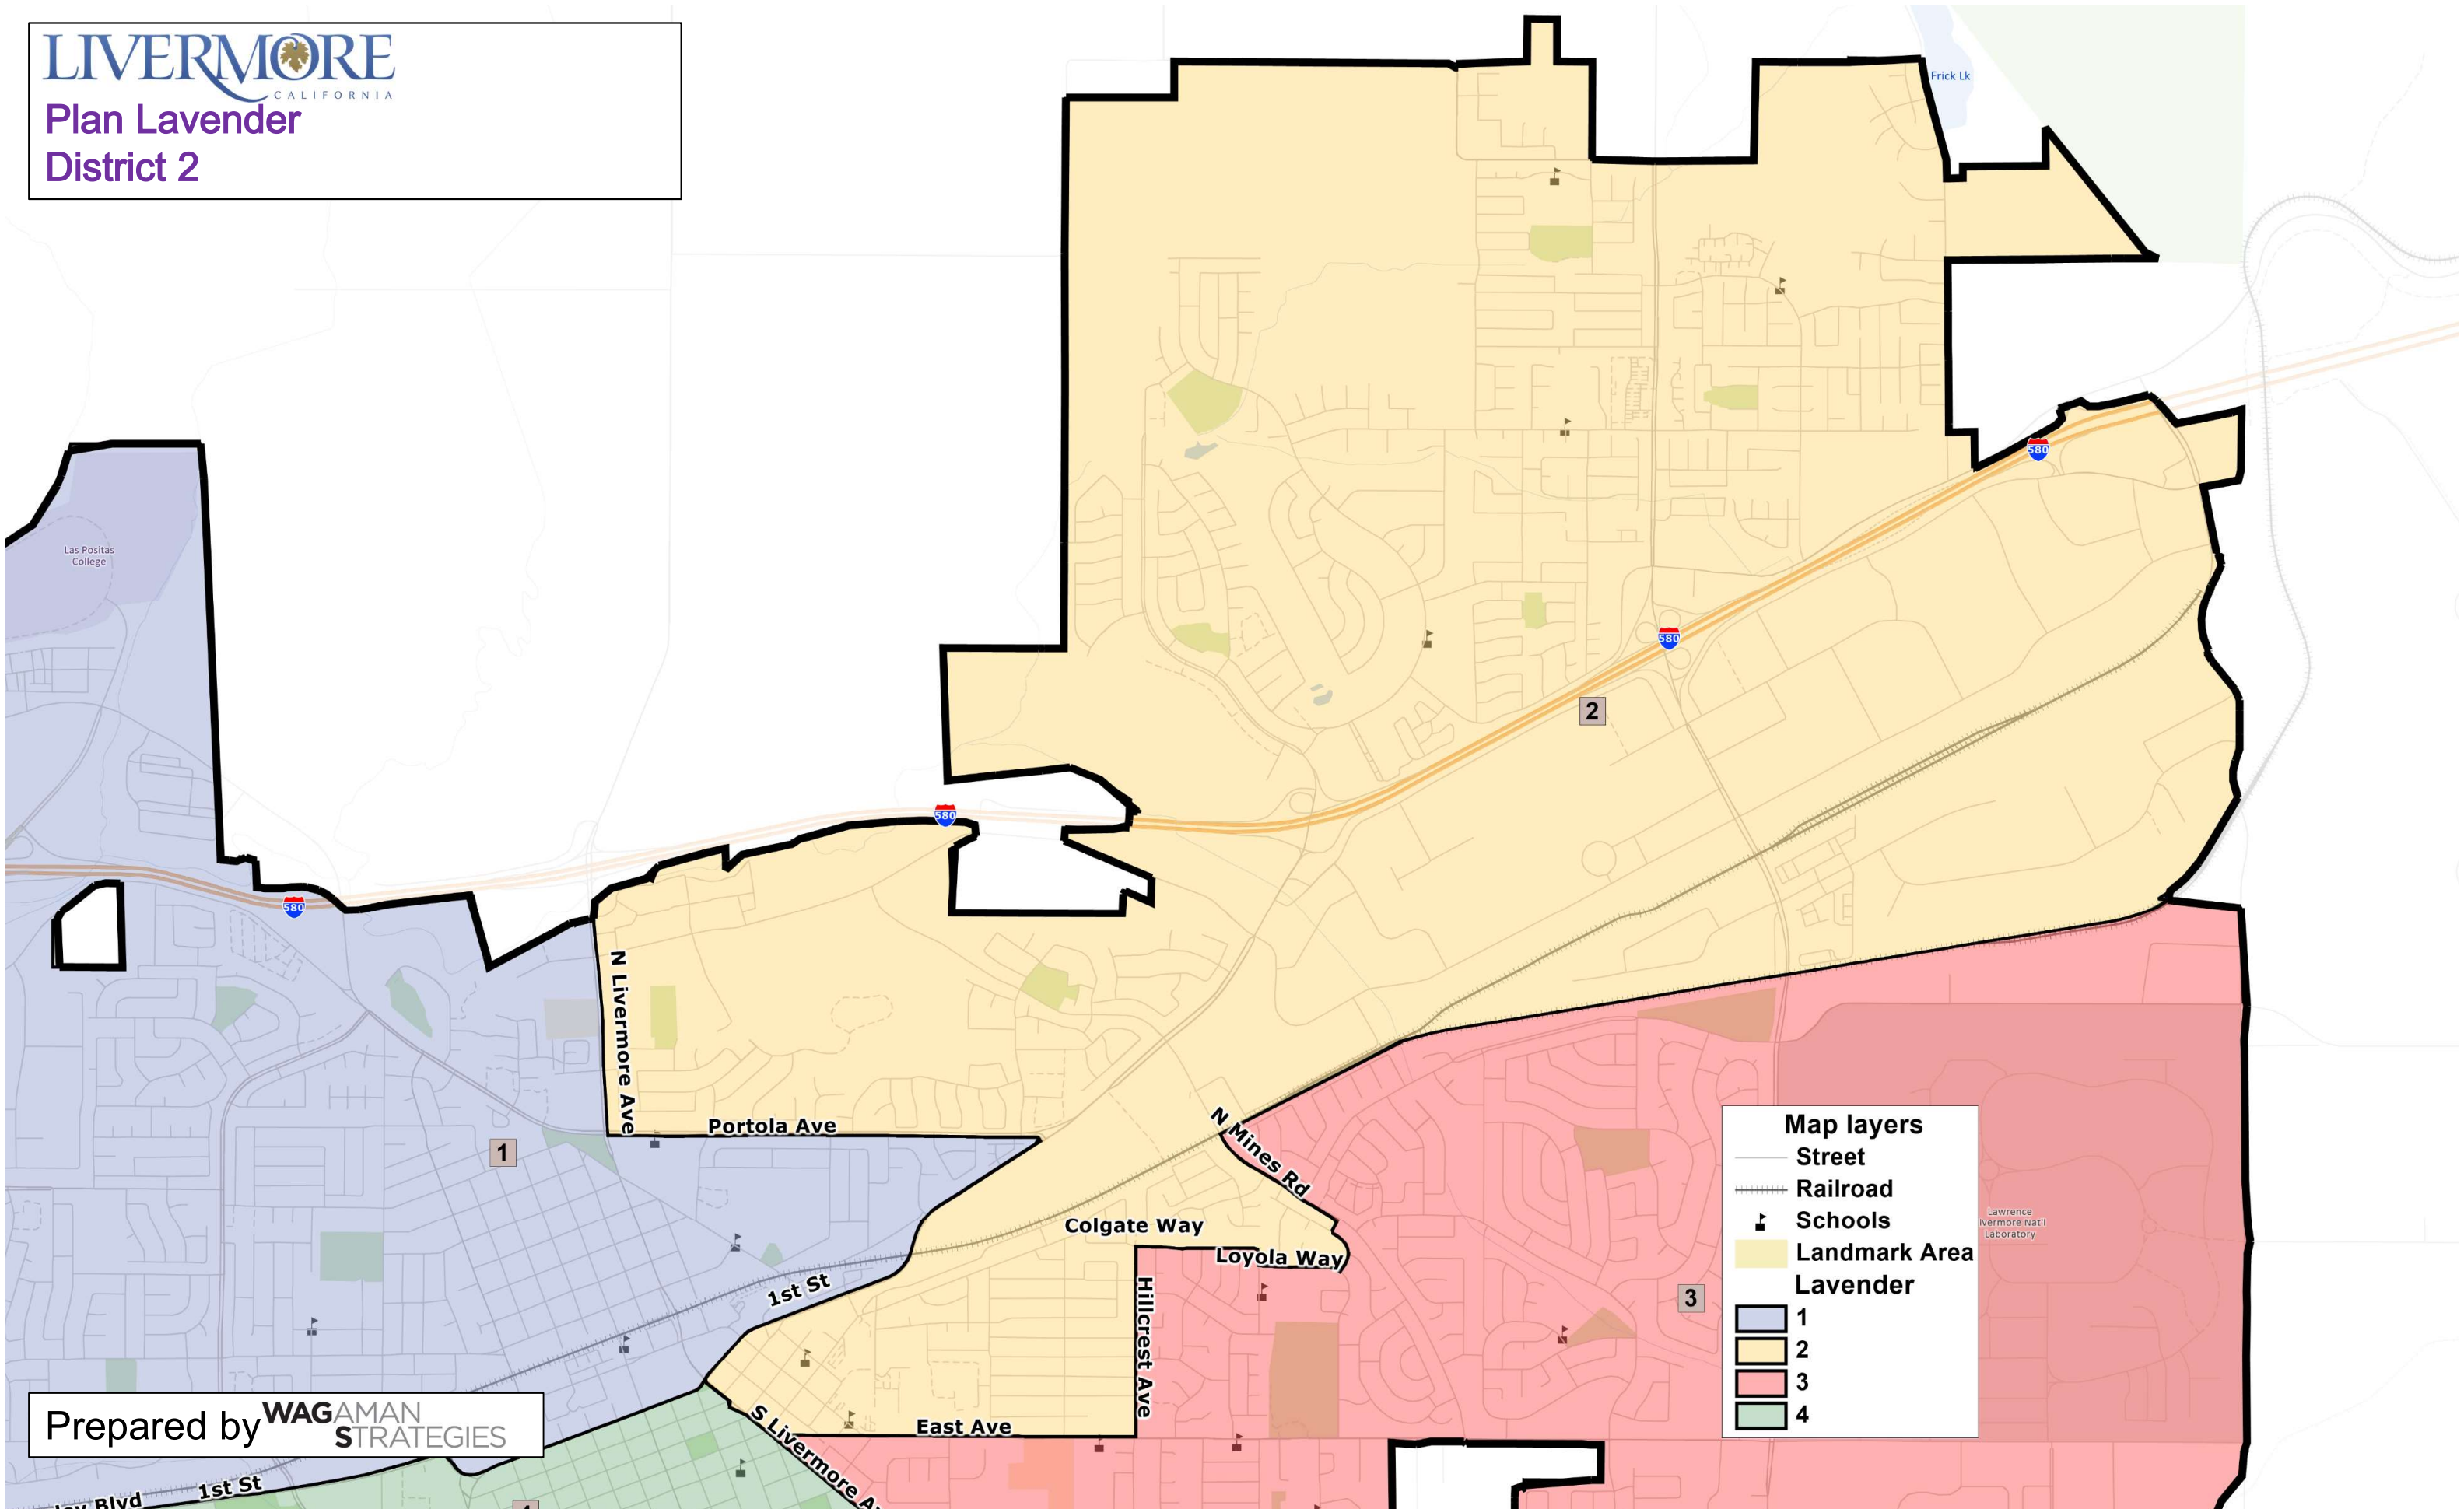 LIVERMORE
CALIFORNIA
Plan Lavender
District 2
Frick Lk
Las Positas
College
580
580
580
580
2
N Livermore Ave
Portola Ave
1
N Mines Rd
Colgate Way
Loyola Way
1st St
Hillcrest Ave
3
East Ave
S Livermore A
1st St
Blvd
Lawrence
ivermore Nat'l
Laboratory
Map layers
Street
Railroad
Schools
Landmark Area
Lavender
1
2
3
4
Prepared by WAGAMAN
STRATEGIES